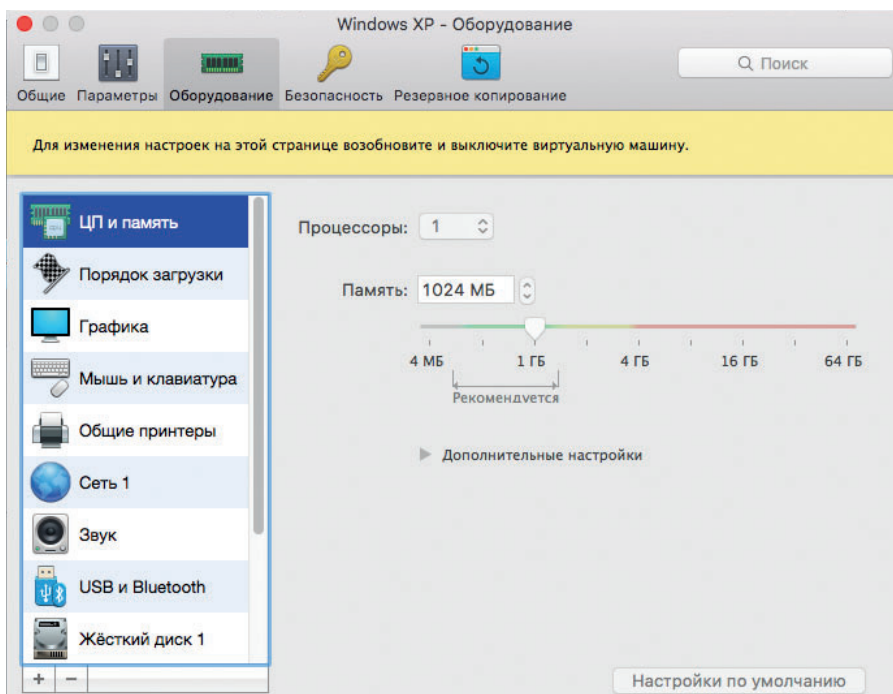 Windows XP – Оборудование
Поиск
Общие Параметры Оборудование Безопасность Резервное копирование
Для изменения настроек на этой странице возобновите и выключите виртуальную машину.
ЦП и память
Порядок загрузки
Графика
Мышь и клавиатура
Общие принтеры
Сеть 1
Звук
USB и Bluetooth
Жёсткий диск 1
+ −
Процессоры: 1
Память: 1024 МБ
4 МБ 1 ГБ 4 ГБ 16 ГБ 64 ГБ
Рекомендуется
Дополнительные настройки
Настройки по умолчанию